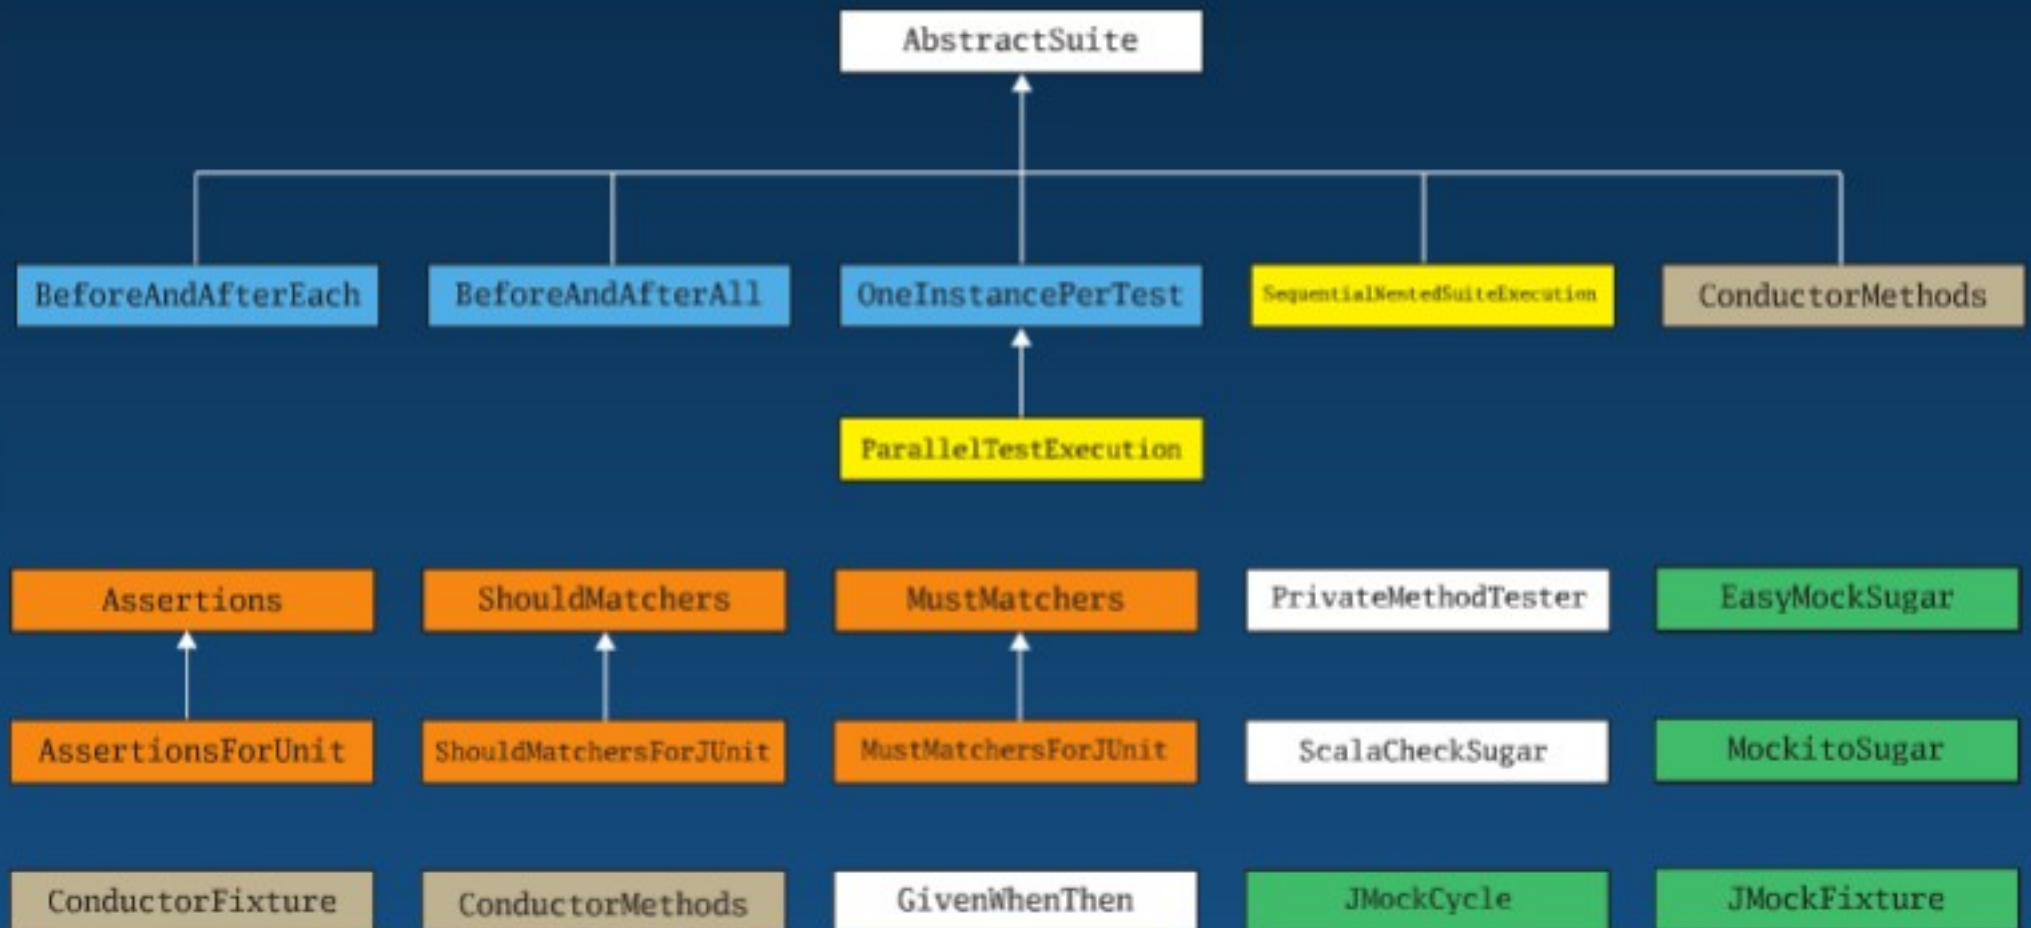 AbstractSuite
BeforeAndAfterEach
BeforeAndAfterAll
OneInstancePerTest
SequentialNestedSuiteExecution
ConductorMethods
ParallelTestExecution
Assertions
ShouldMatchers
MustMatchers
PrivateMethodTester
EasyMockSugar
AssertionsForUnit
ShouldMatchersForJUnit
MustMatchersForJUnit
ScalaCheckSugar
MockitoSugar
ConductorFixture
ConductorMethods
GivenWhenThen
JMockCycle
JMockFixture